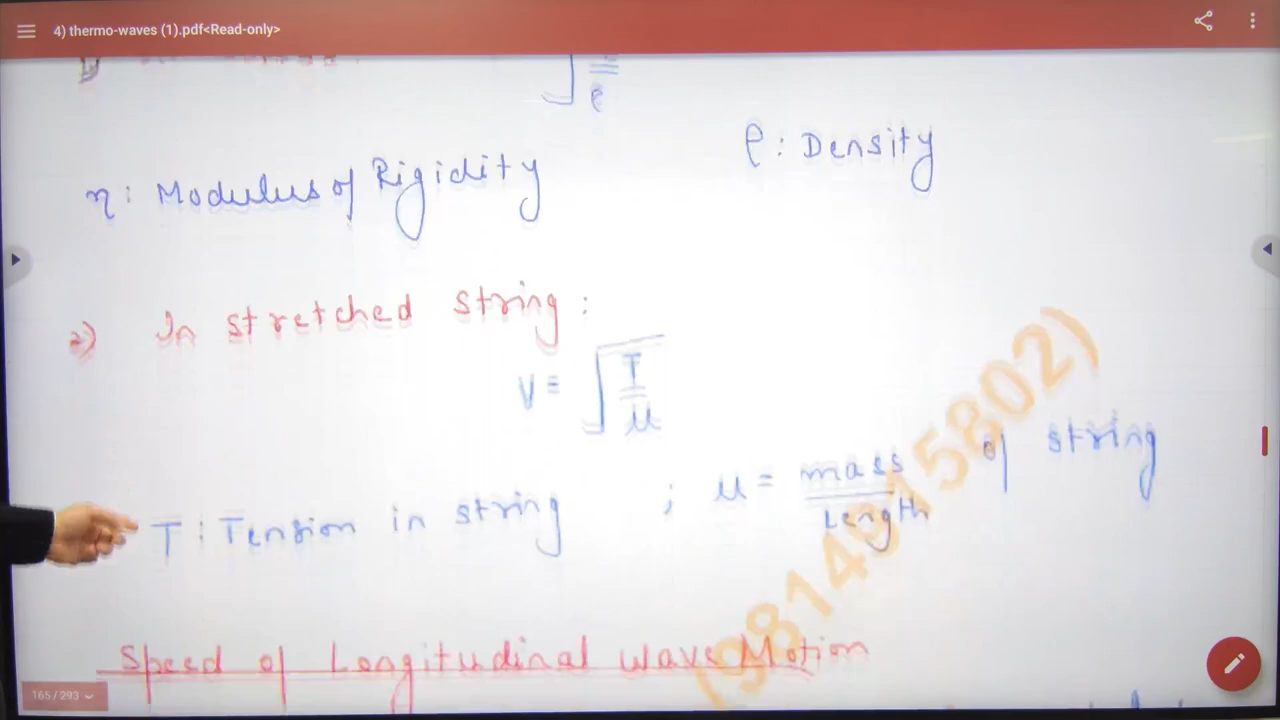 4) thermo-waves (1).pdf<Read-only>
ρ
ρ : Density
η : Modulus of Rigidity
2) In stretched string :
V = √T/μ
T : Tension in string ; μ = mass/Length of string
(9814915802)
Speed of Longitudinal wave Motion
165 / 293